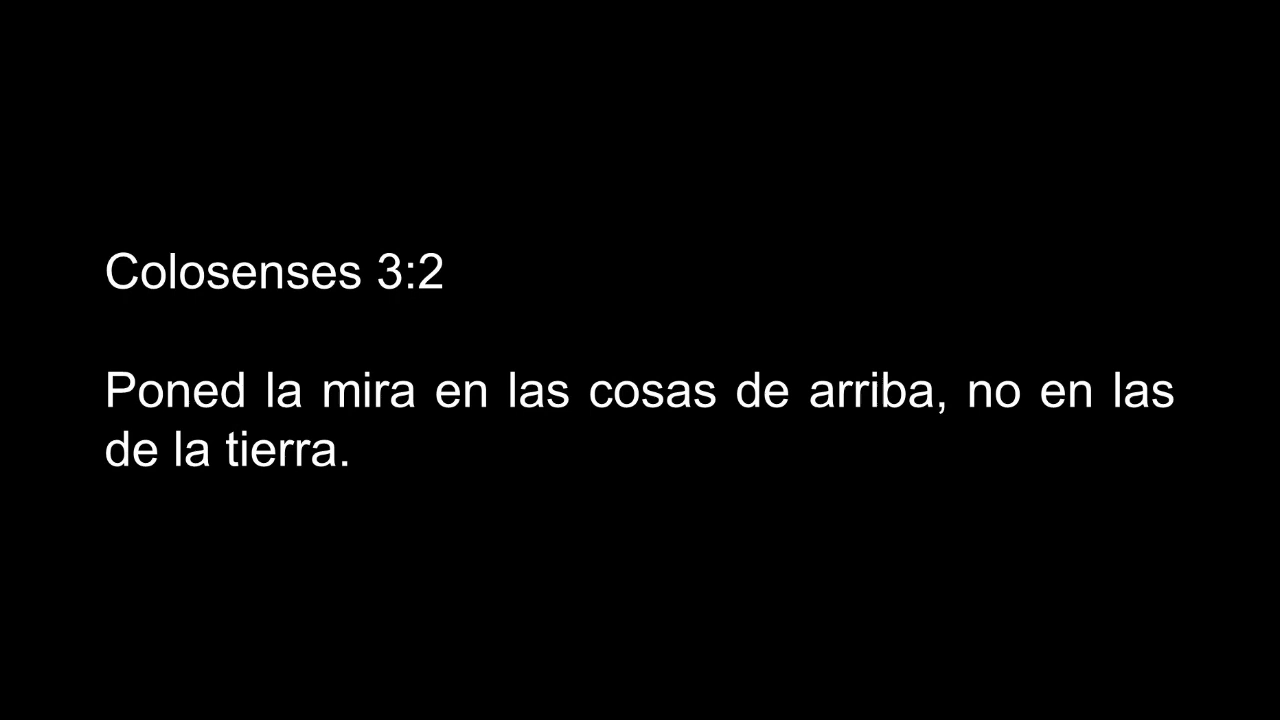 Colosenses 3:2
Poned la mira en las cosas de arriba, no en las
de la tierra.